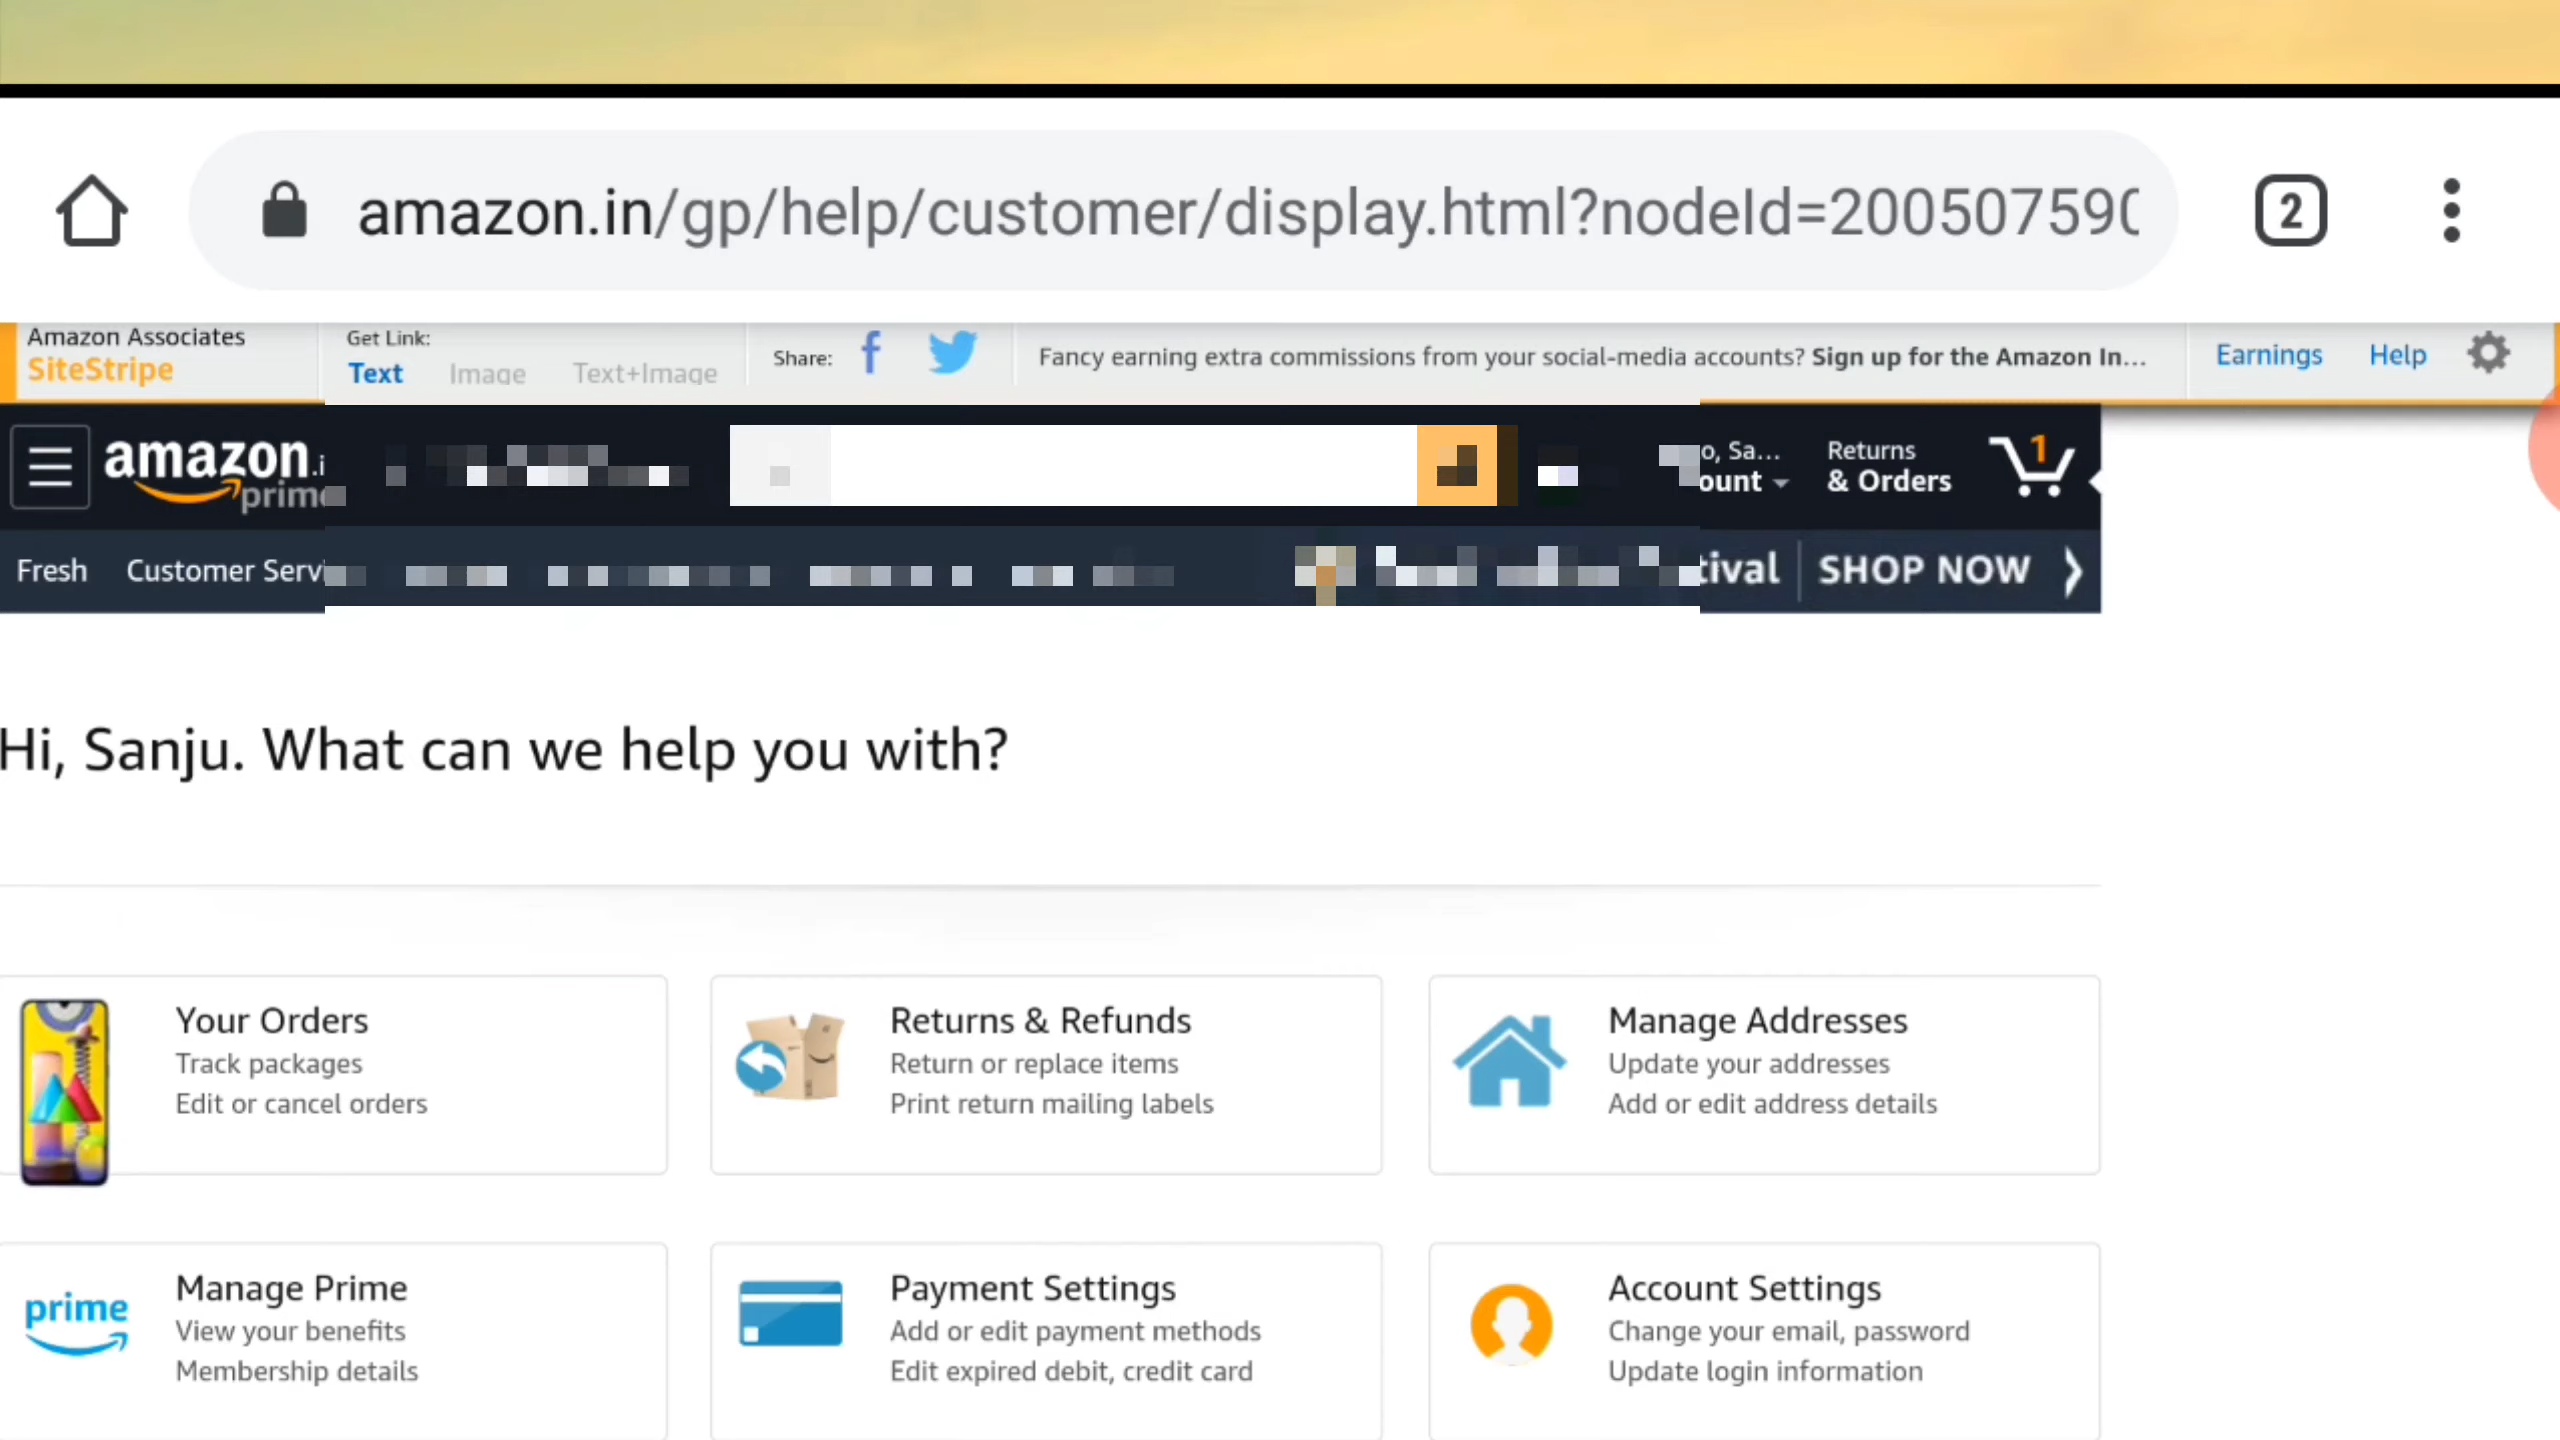 amazon.in/gp/help/customer/display.html?nodeId=20050759
2
Amazon Associates
SiteStripe
Get Link:
Text Image Text+Image
Share:
Fancy earning extra commissions from your social-media accounts? Sign up for the Amazon In...
Earnings Help
amazon.i
prime
o, Sa...
ount
Returns
& Orders
1
Fresh Customer Serv
tival SHOP NOW
Hi, Sanju. What can we help you with?
Your Orders
Track packages
Edit or cancel orders
Returns & Refunds
Return or replace items
Print return mailing labels
Manage Addresses
Update your addresses
Add or edit address details
prime
Manage Prime
View your benefits
Membership details
Payment Settings
Add or edit payment methods
Edit expired debit, credit card
Account Settings
Change your email, password
Update login information